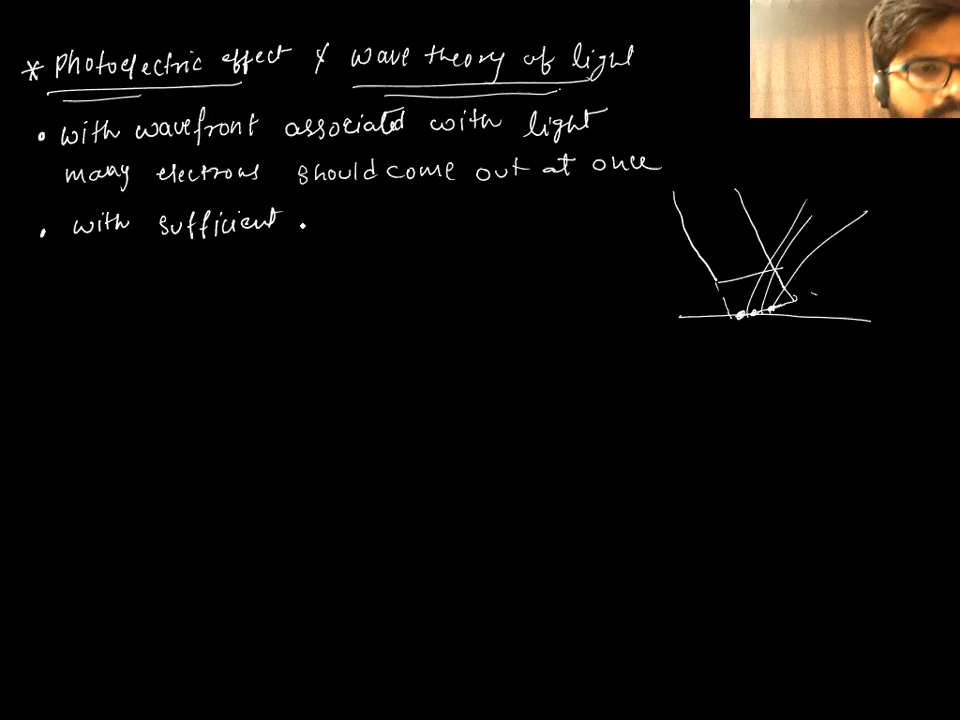 * Photoelectric effect & wave theory of light
• with wavefront associated with light
many electrons should come out at once
• with sufficient .